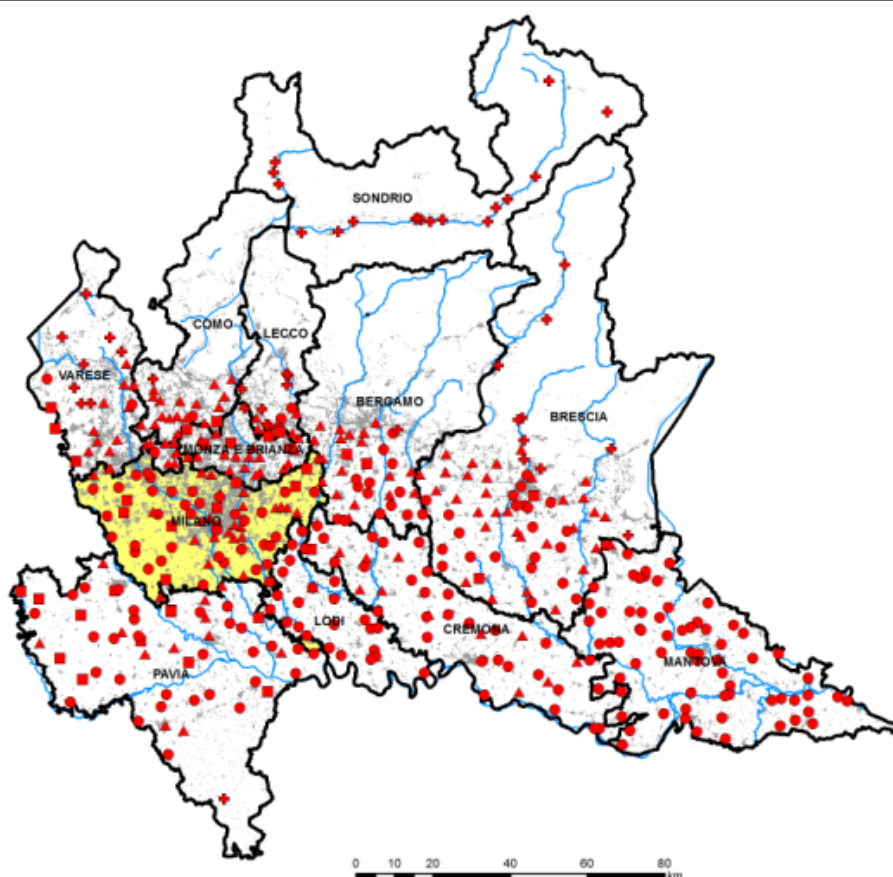 SONDRIO
COMO
LECCO
VARESE
BERGAMO
BRESCIA
MONZA E BRIANZA
MILANO
LODI
CREMONA
MANTOVA
PAVIA
0 10 20 40 60 80
km